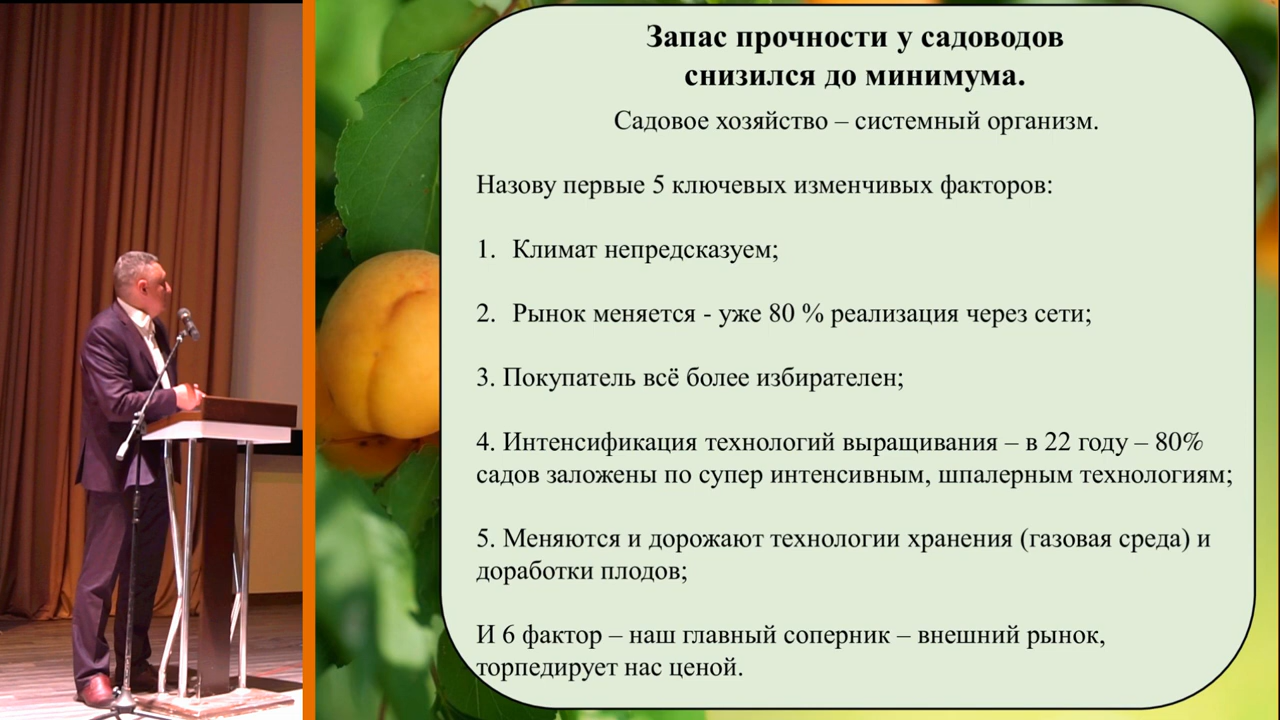 Запас прочности у садоводов
снизился до минимума.
Садовое хозяйство – системный организм.
Назову первые 5 ключевых изменчивых факторов:
1. Климат непредсказуем;
2. Рынок меняется - уже 80 % реализация через сети;
3. Покупатель всё более избирателен;
4. Интенсификация технологий выращивания – в 22 году – 80%
садов заложены по супер интенсивным, шпалерным технологиям;
5. Меняются и дорожают технологии хранения (газовая среда) и
доработки плодов;
И 6 фактор – наш главный соперник – внешний рынок,
торпедирует нас ценой.